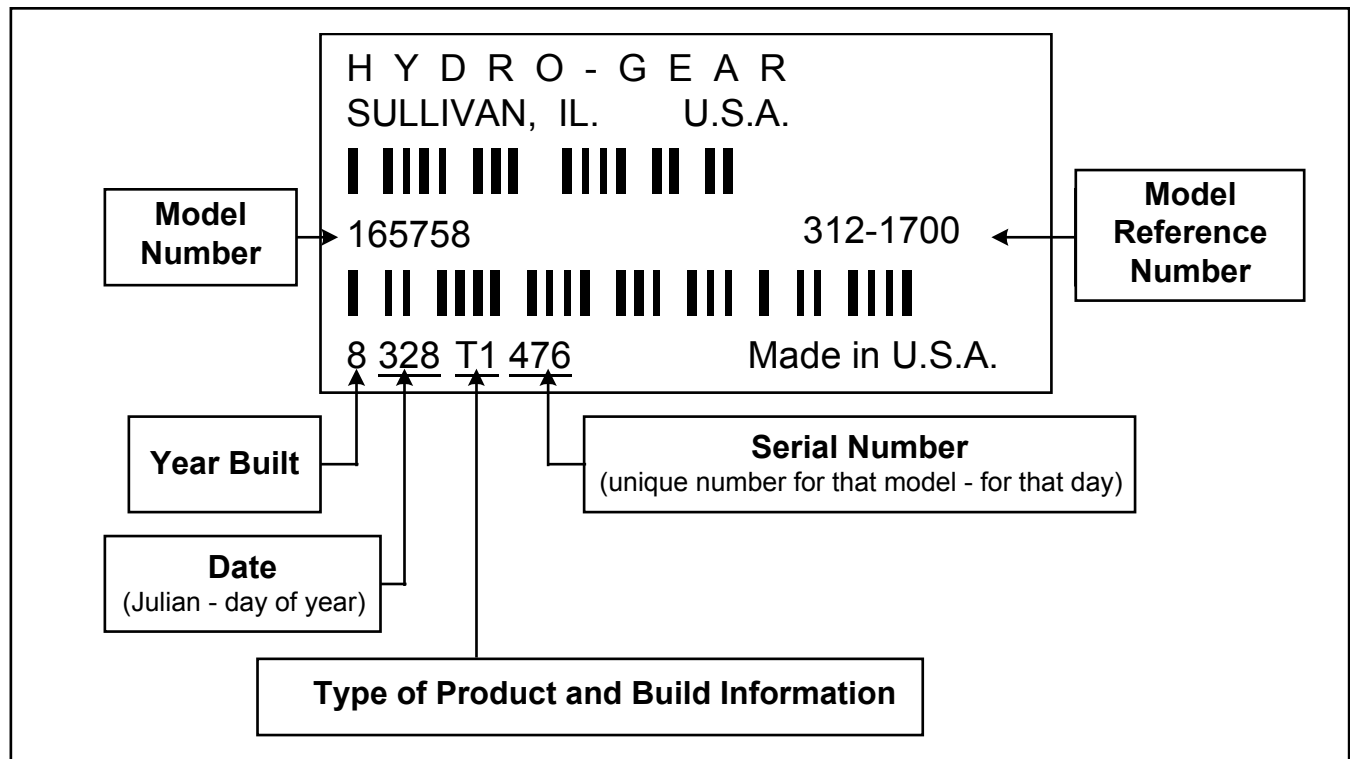 HYDRO-GEAR
SULLIVAN, IL. U.S.A.
Model
Number
165758
312-1700
Model
Reference
Number
8 328 T1 476
Made in U.S.A.
Year Built
Serial Number
(unique number for that model - for that day)
Date
(Julian - day of year)
Type of Product and Build Information